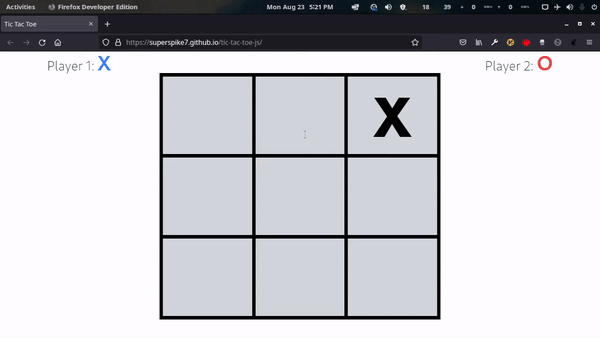 Activities Firefox Developer Edition Mon Aug 23 5:21 PM 18 39 0 0
Tic Tac Toe
https://superspike7.github.io/tic-tac-toe-js/
Player 1: X
Player 2: O
X